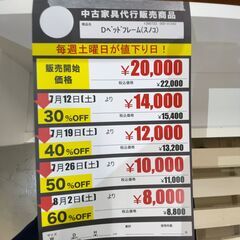 中古家具代行販売商品
Dベッドフレーム(スノコ)
毎週土曜日が値下り日！
販売開始価格
¥20,000
税込価格 ¥22,000
7月12日(土)より
30%OFF
¥14,000
税込価格 ¥15,400
7月19日(土)より
40%OFF
¥12,000
税込価格 ¥13,200
7月26日(土)より
50%OFF
¥10,000
税込価格 ¥11,000
8月2日(土)より
60%OFF
¥8,000
税込価格 ¥8,800
W D H